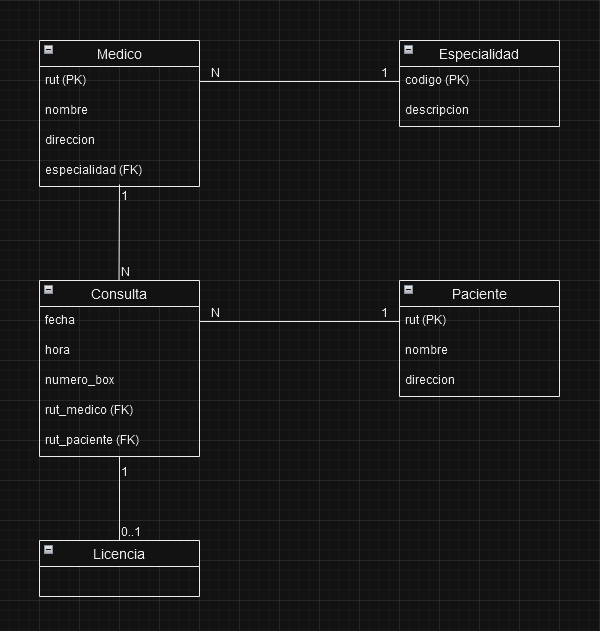 Medico
rut (PK)
nombre
direccion
especialidad (FK)
N
1
Especialidad
codigo (PK)
descripcion
1
N
Consulta
fecha
hora
numero_box
rut_medico (FK)
rut_paciente (FK)
N
1
Paciente
rut (PK)
nombre
direccion
1
0..1
Licencia